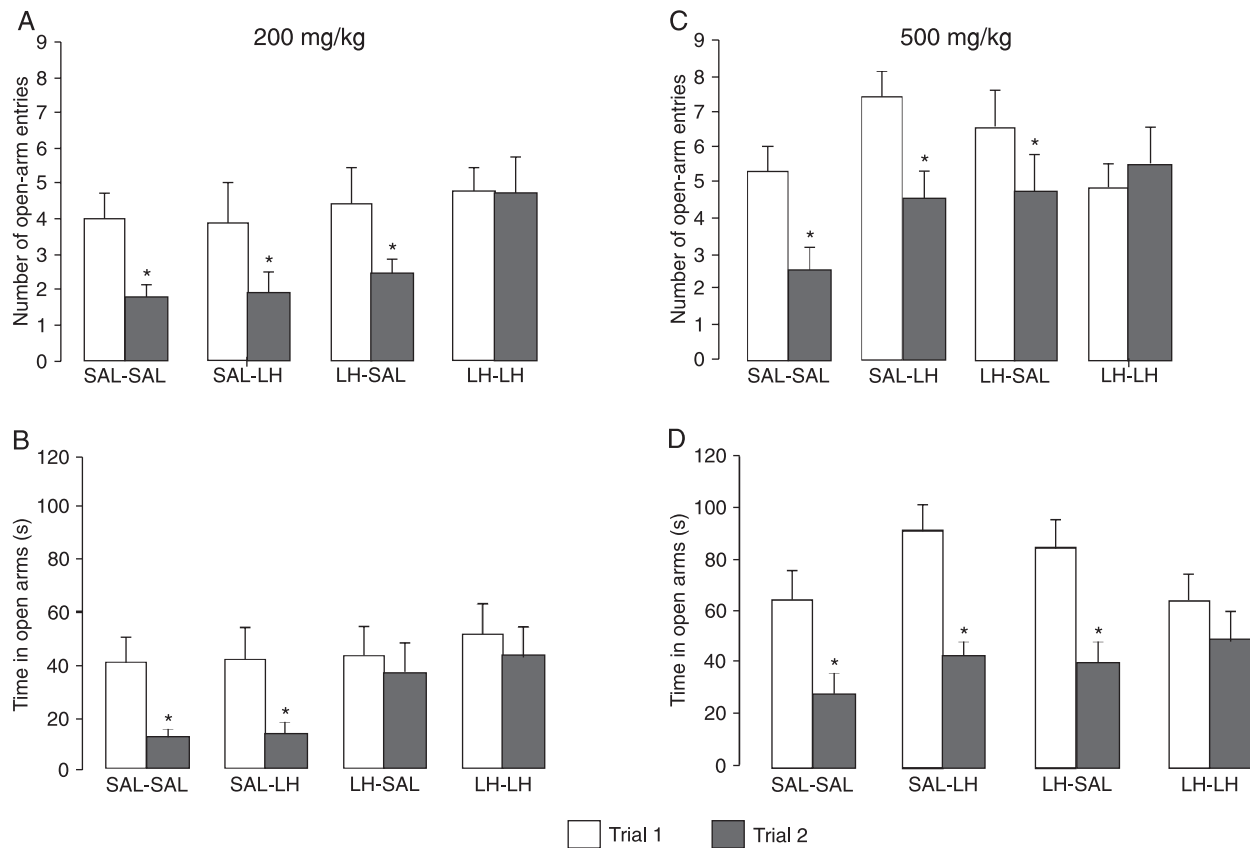 A
200 mg/kg
Number of open-arm entries
9
8
7
6
5
4
3
2
1
0
*
*
*
SAL-SAL
SAL-LH
LH-SAL
LH-LH
C
500 mg/kg
Number of open-arm entries
9
8
7
6
5
4
3
2
1
0
*
*
*
SAL-SAL
SAL-LH
LH-SAL
LH-LH
B
Time in open arms (s)
120
100
80
60
40
20
0
*
*
SAL-SAL
SAL-LH
LH-SAL
LH-LH
D
Time in open arms (s)
120
100
80
60
40
20
0
*
*
*
SAL-SAL
SAL-LH
LH-SAL
LH-LH
Trial 1
Trial 2